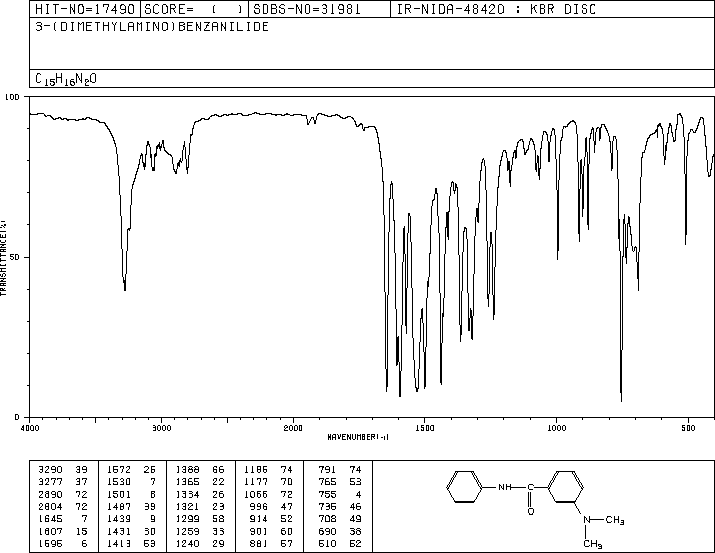 HIT-NO=17490 SCORE= ( ) SDBS-NO=31981 IR-NIDA-48420 : KBR DISC
3-(DIMETHYLAMINO)BENZANILIDE
C15H16N2O
100
50
0
TRANSMITTANCE(%)
4000 3000 2000 1500 1000 500
WAVENUMBER(-1)
3290 39 1572 26 1388 66 1186 74 791 74
3277 37 1530 7 1365 22 1177 70 765 53
2890 72 1501 8 1334 26 1066 72 755 4
2804 72 1487 39 1321 23 996 47 735 46
1645 7 1439 9 1299 58 914 52 708 49
1607 15 1431 30 1259 33 901 60 690 38
1595 6 1413 53 1240 29 881 57 510 52
NH C
O
N CH3
CH3